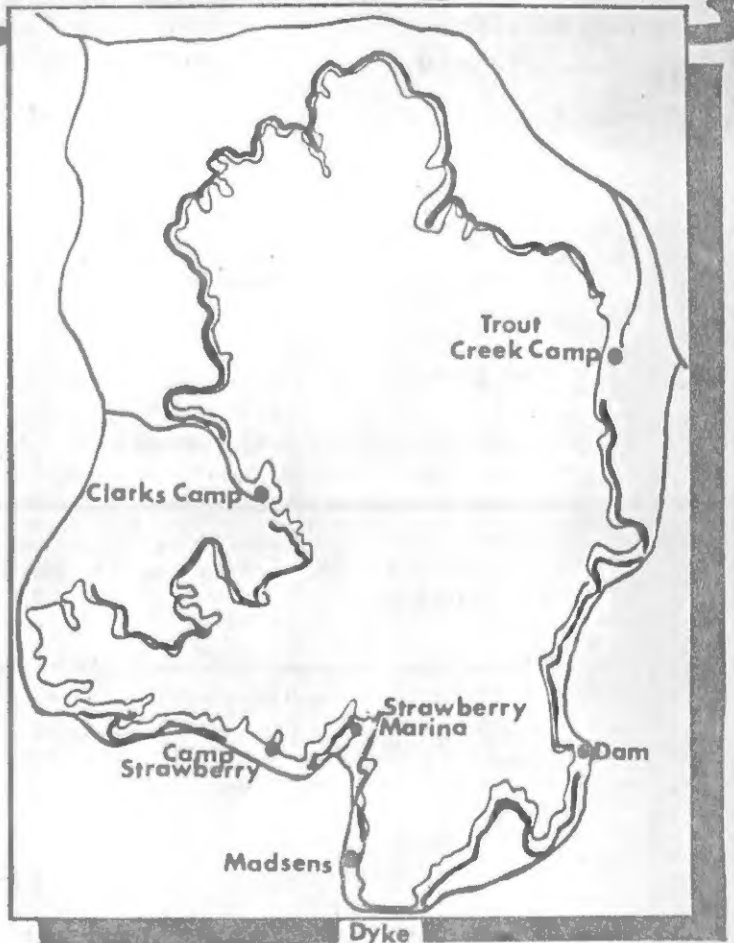 Trout
Creek Camp
Clarks Camp
Strawberry
Marina
Camp
Strawberry
Dam
Madsens
Dyke